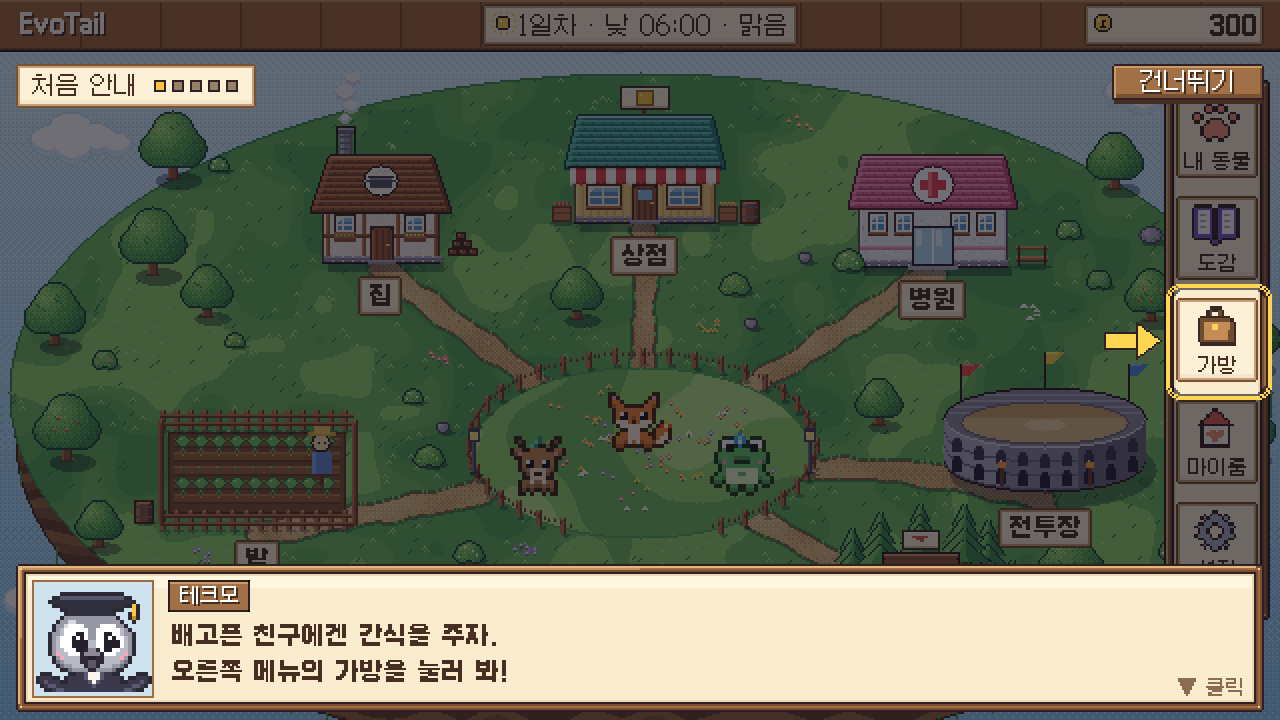 EvoTail
1일차 · 낮 06:00 · 맑음
300
처음 안내
건너뛰기
내 동물
도감
가방
마이룸
상점
집
병원
전투장
밭
테크모
배고픈 친구에겐 간식을 주자.
오른쪽 메뉴의 가방을 눌러 봐!
▼ 클릭